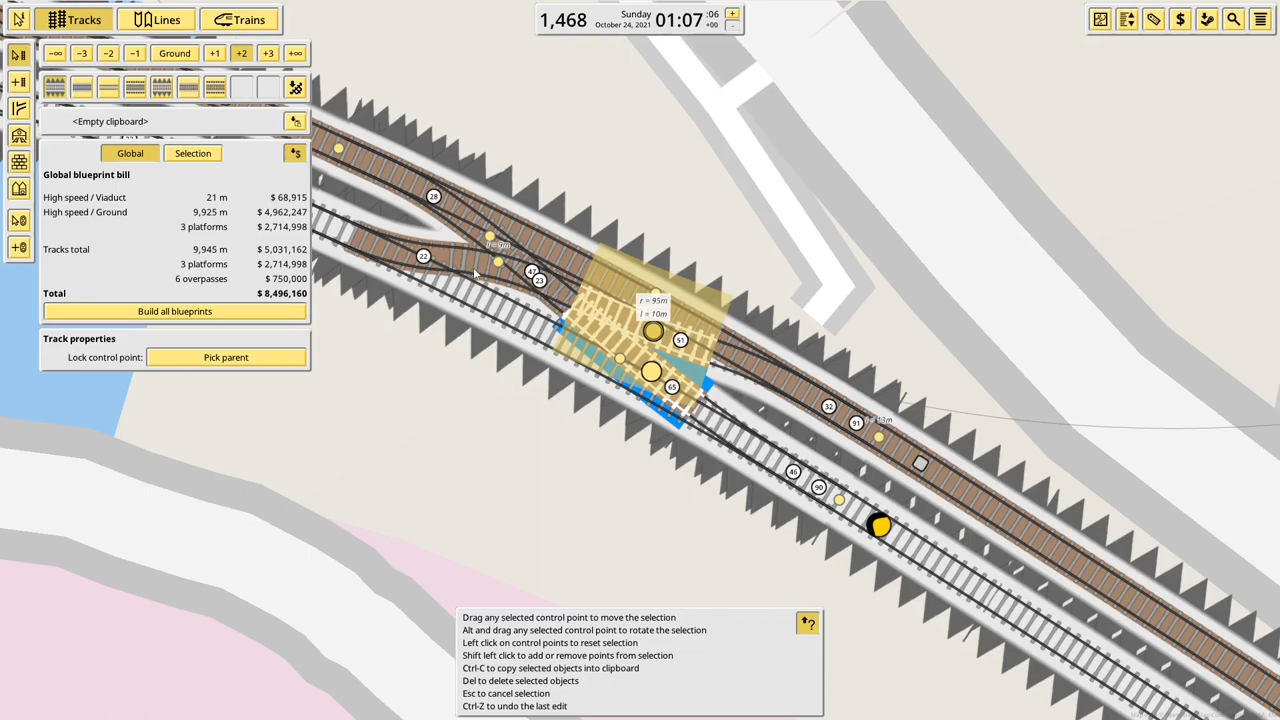 Tracks Lines Trains
1,468 Sunday 01:07 :06 +
October 24, 2021 +00 -
−∞ −3 −2 −1 Ground +1 +2 +3 +∞
<Empty clipboard>
Global Selection
Global blueprint bill
High speed / Viaduct 21 m $ 68,915
High speed / Ground 9,925 m $ 4,962,247
3 platforms $ 2,714,998
Tracks total 9,945 m $ 5,031,162
3 platforms $ 2,714,998
6 overpasses $ 750,000
Total $ 8,496,160
Build all blueprints
Track properties
Lock control point: Pick parent
28
22
47
23
r = 95m
l = 10m
51
65
32
91
46
90
Drag any selected control point to move the selection
Alt and drag any selected control point to rotate the selection
Left click on control points to reset selection
Shift left click to add or remove points from selection
Ctrl-C to copy selected objects into clipboard
Del to delete selected objects
Esc to cancel selection
Ctrl-Z to undo the last edit